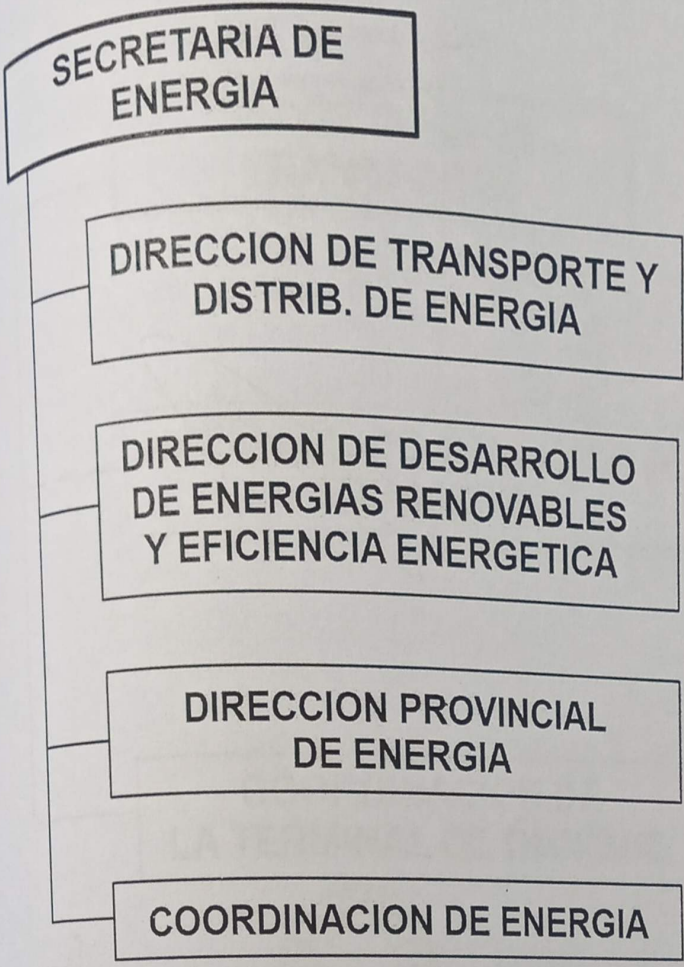 SECRETARIA DE
ENERGIA
DIRECCION DE TRANSPORTE Y
DISTRIB. DE ENERGIA
DIRECCION DE DESARROLLO
DE ENERGIAS RENOVABLES
Y EFICIENCIA ENERGETICA
DIRECCION PROVINCIAL
DE ENERGIA
COORDINACION DE ENERGIA